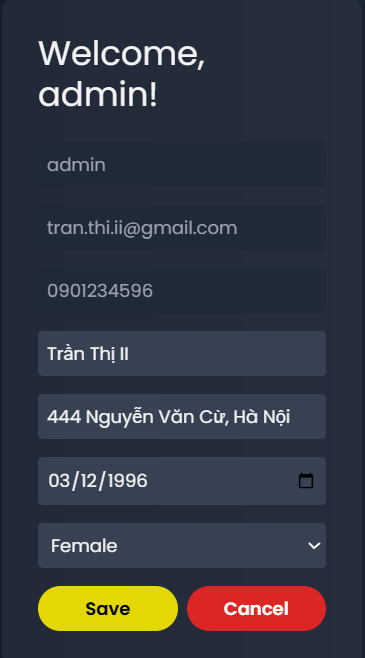 Welcome,
admin!
admin
tran.thi.ii@gmail.com
0901234596
Trần Thị II
444 Nguyễn Văn Cừ, Hà Nội
03/12/1996
Female
Save Cancel